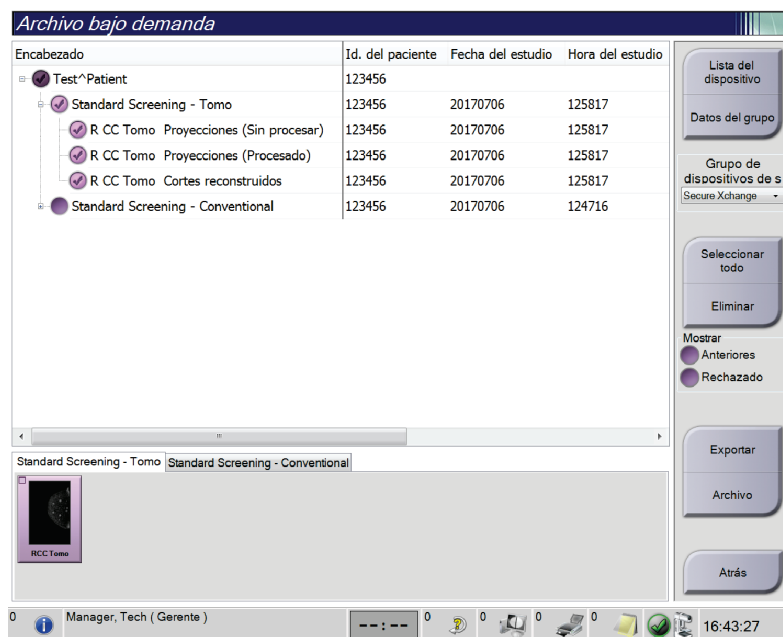 Archivo bajo demanda
Encabezado Id. del paciente Fecha del estudio Hora del estudio
Test^Patient 123456
Standard Screening - Tomo 123456 20170706 125817
R CC Tomo Proyecciones (Sin procesar) 123456 20170706 125817
R CC Tomo Proyecciones (Procesado) 123456 20170706 125817
R CC Tomo Cortes reconstruidos 123456 20170706 125817
Standard Screening - Conventional 123456 20170706 124716
Lista del
dispositivo
Datos del grupo
Grupo de
dispositivos de s
Secure Xchange
Seleccionar
todo
Eliminar
Mostrar
Anteriores
Rechazado
Exportar
Archivo
Atrás
Standard Screening - Tomo Standard Screening - Conventional
RCC Tomo
0 Manager, Tech ( Gerente ) --:-- 0 0 0 0 16:43:27